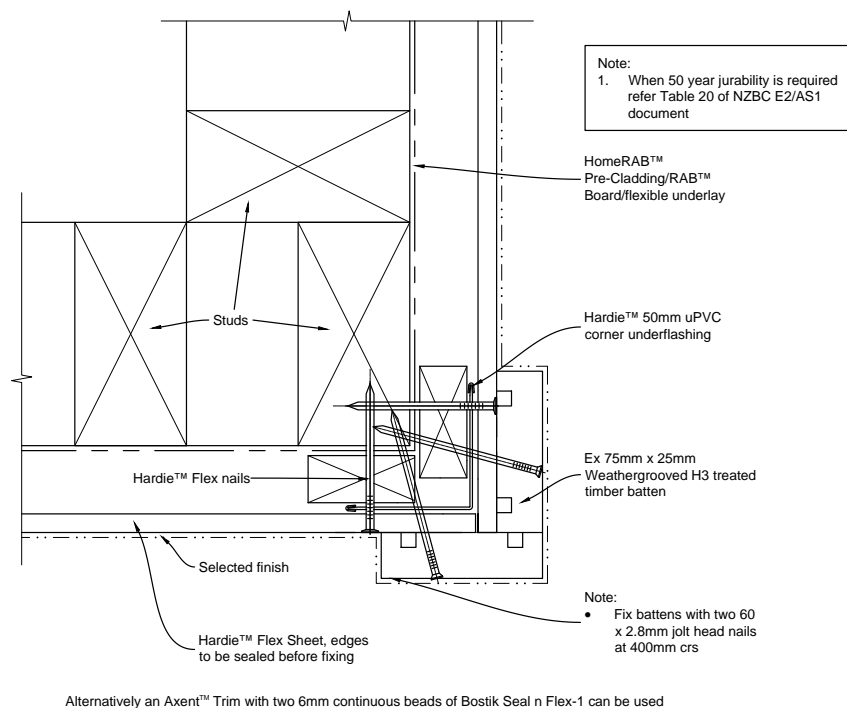 Note:
1. When 50 year jurability is required
refer Table 20 of NZBC E2/AS1
document
HomeRAB™
Pre-Cladding/RAB™
Board/flexible underlay
Studs
Hardie™ 50mm uPVC
corner underflashing
Hardie™ Flex nails
Ex 75mm x 25mm
Weathergrooved H3 treated
timber batten
Selected finish
Note:
• Fix battens with two 60
x 2.8mm jolt head nails
at 400mm crs
Hardie™ Flex Sheet, edges
to be sealed before fixing
Alternatively an Axent™ Trim with two 6mm continuous beads of Bostik Seal n Flex-1 can be used